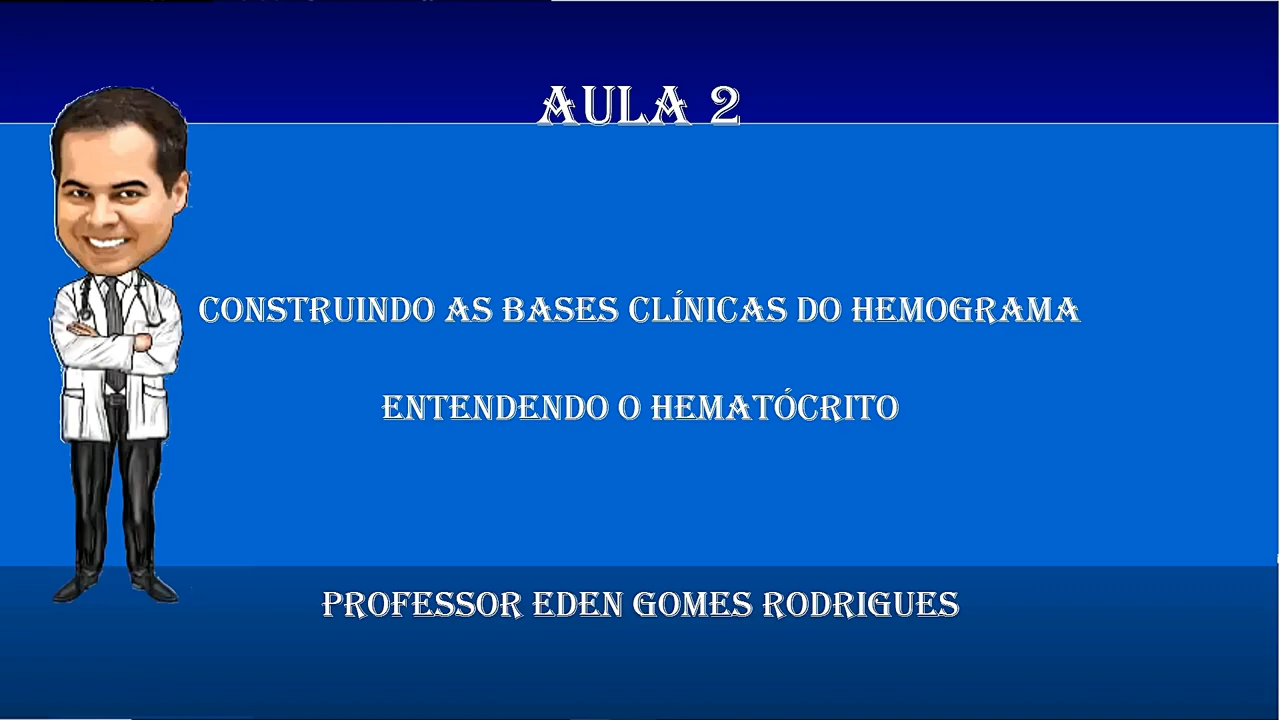 AULA 2
CONSTRUINDO AS BASES CLÍNICAS DO HEMOGRAMA
ENTENDENDO O HEMATÓCRITO
PROFESSOR EDEN GOMES RODRIGUES